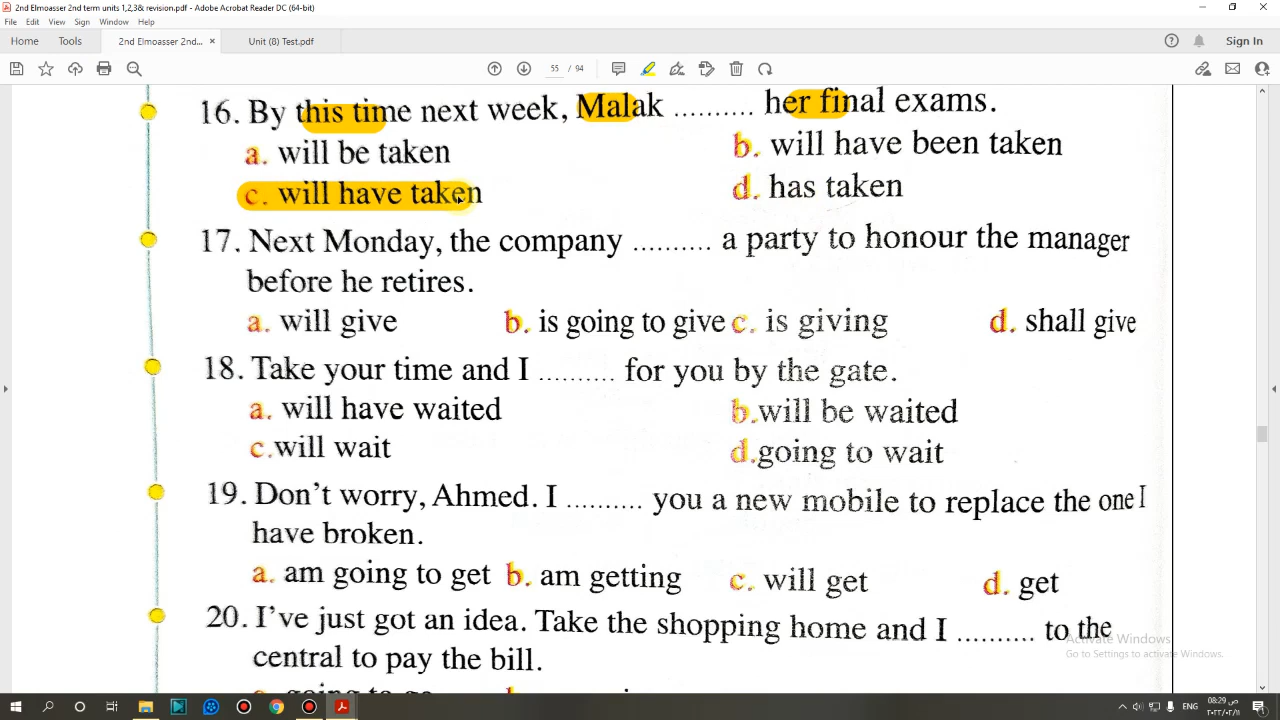 2nd Elmoasser 2nd term units 1,2,3& revision.pdf - Adobe Acrobat Reader DC (64-bit)
File Edit View Sign Window Help
Home Tools 2nd Elmoasser 2nd... × Unit (8) Test.pdf Sign In
55 / 94
16. By this time next week, Malak .......... her final exams.
a. will be taken b. will have been taken
c. will have taken d. has taken
17. Next Monday, the company .......... a party to honour the manager
before he retires.
a. will give b. is going to give c. is giving d. shall give
18. Take your time and I .......... for you by the gate.
a. will have waited b.will be waited
c.will wait d.going to wait
19. Don't worry, Ahmed. I .......... you a new mobile to replace the one I
have broken.
a. am going to get b. am getting c. will get d. get
20. I've just got an idea. Take the shopping home and I .......... to the
central to pay the bill.
Activate Windows
Go to Settings to activate Windows.
ENG 08:29 ص